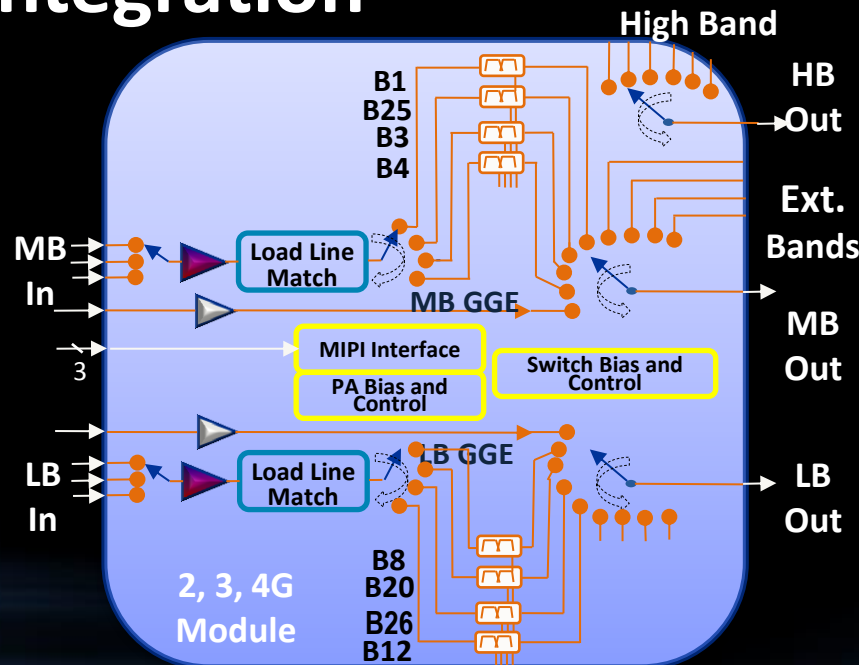 ntegration
High Band
HB
Out
B1
B25
B3
B4
Ext.
Bands
MB
In
Load Line
Match
MB GGE
MB
Out
3
MIPI Interface
PA Bias and
Control
Switch Bias and
Control
LB GGE
LB
In
Load Line
Match
LB
Out
B8
B20
B26
B12
2, 3, 4G
Module